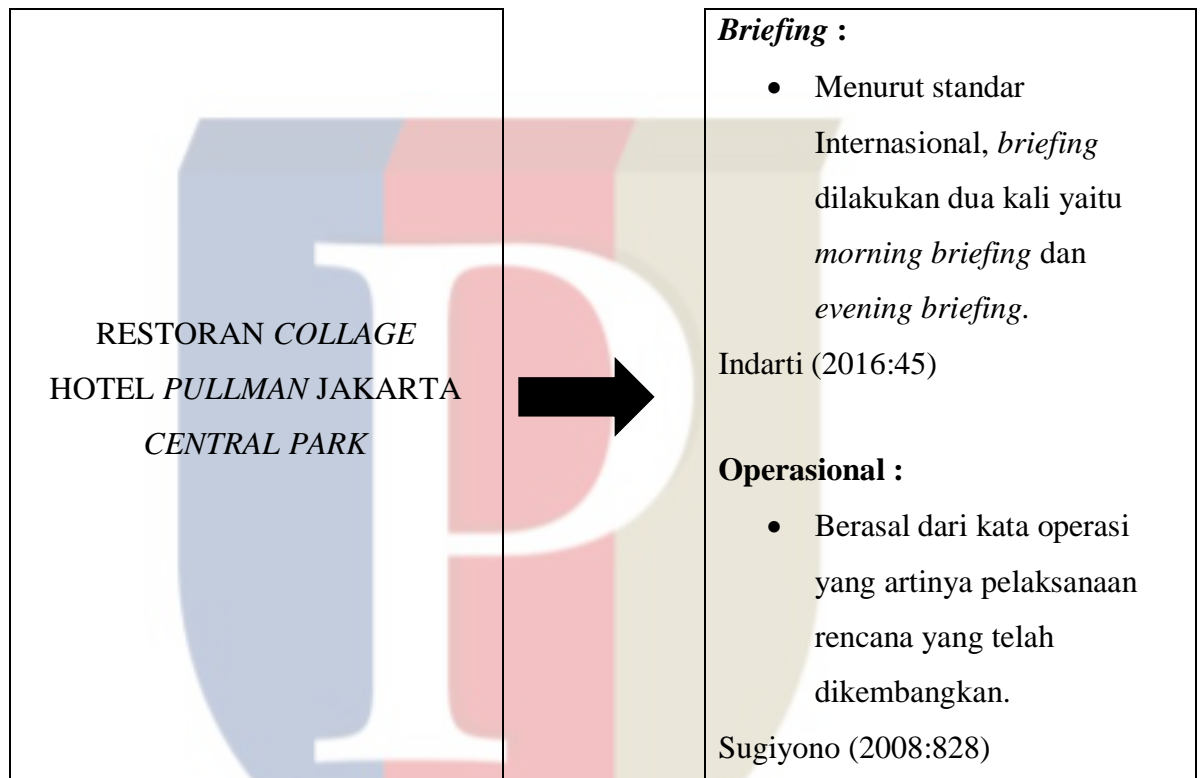 RESTORAN COLLAGE
HOTEL PULLMAN JAKARTA
CENTRAL PARK
Briefing :
• Menurut standar
Internasional, briefing
dilakukan dua kali yaitu
morning briefing dan
evening briefing.
Indarti (2016:45)
Operasional :
• Berasal dari kata operasi
yang artinya pelaksanaan
rencana yang telah
dikembangkan.
Sugiyono (2008:828)